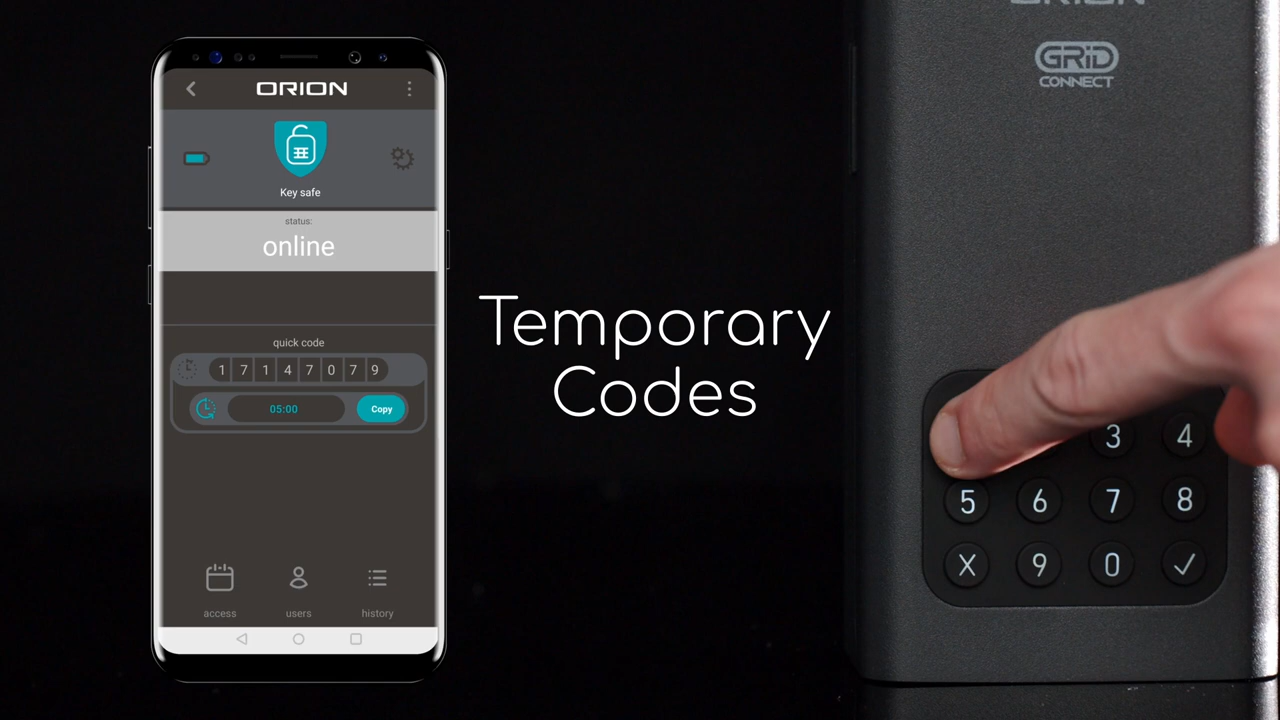 ORION
Key safe
status:
online
quick code
1 7 1 4 7 0 7 9
05:00
Copy
access
users
history
Temporary
Codes
ORION
GRID
CONNECT
3 4
5 6 7 8
X 9 0 ✓